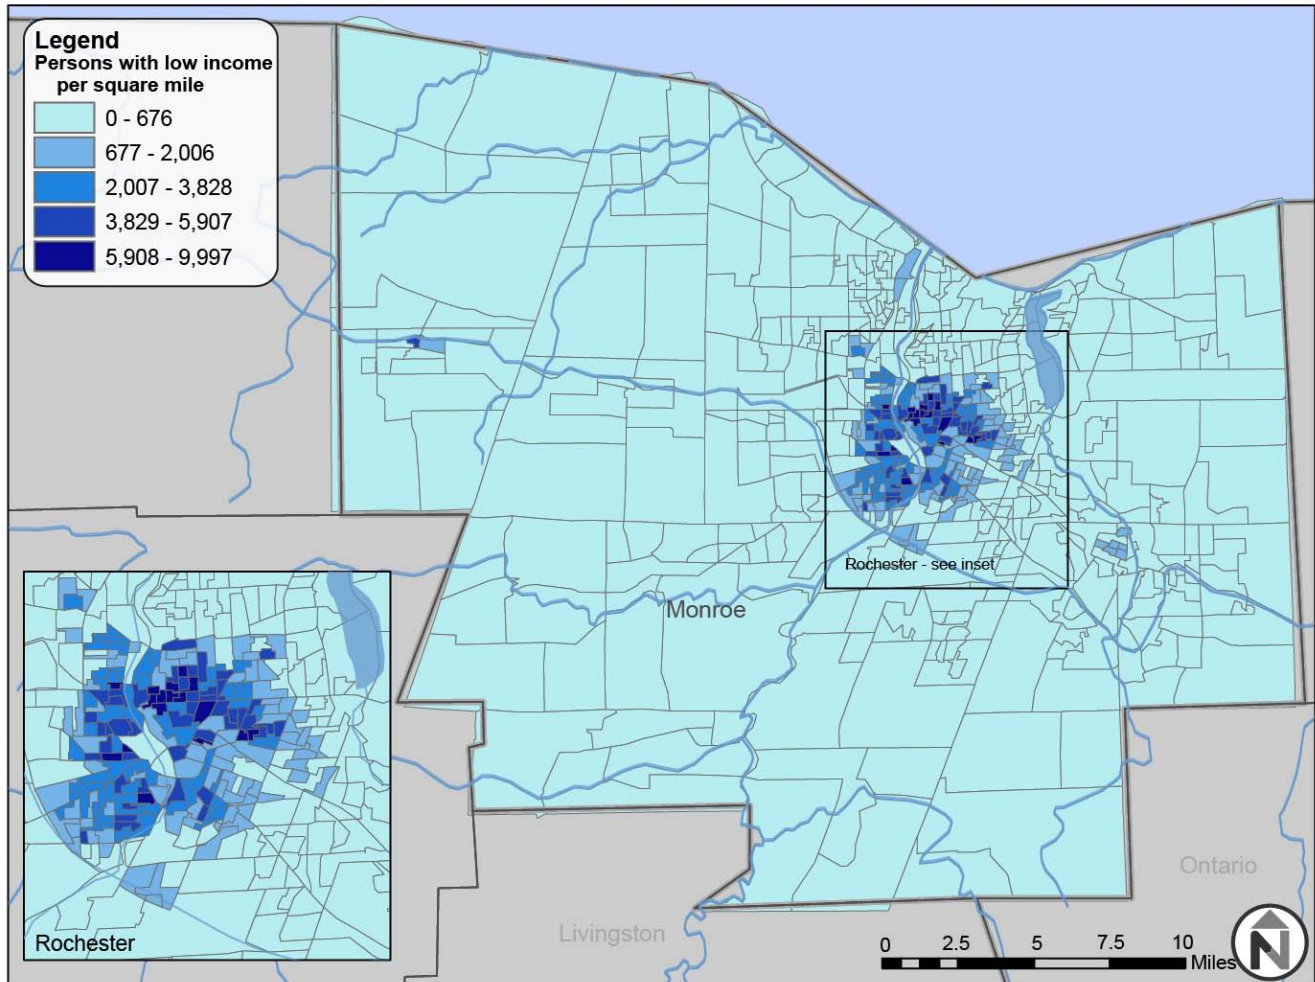 Legend
Persons with low income
per square mile
0 - 676
677 - 2,006
2,007 - 3,828
3,829 - 5,907
5,908 - 9,997
Rochester - see inset
Monroe
Rochester
Livingston
Ontario
0 2.5 5 7.5 10
Miles
N